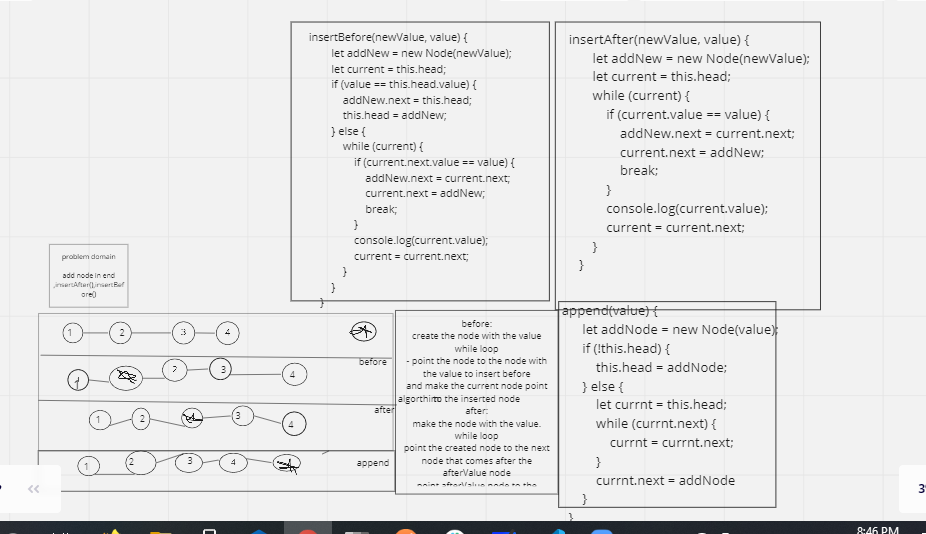 insertBefore(newValue, value) {
let addNew = new Node(newValue);
let current = this.head;
if (value == this.head.value) {
addNew.next = this.head;
this.head = addNew;
} else {
while (current) {
if (current.next.value == value) {
addNew.next = current.next;
current.next = addNew;
break;
}
console.log(current.value);
current = current.next;
}
}
}
insertAfter(newValue, value) {
let addNew = new Node(newValue);
let current = this.head;
while (current) {
if (current.value == value) {
addNew.next = current.next;
current.next = addNew;
break;
}
console.log(current.value);
current = current.next;
}
}
problem domain
add node in end
,insertAfter(),insertBef
ore()
1 2 3 4
before
1 2 3 4
after
1 2 3 4
append
1 2 3 4
algorthim
before:
create the node with the value
while loop
- point the node to the node with
the value to insert before
and make the current node point
to the inserted node
after:
make the node with the value.
while loop
point the created node to the next
node that comes after the
afterValue node
point afterValue node to the
append(value) {
let addNode = new Node(value);
if (!this.head) {
this.head = addNode;
} else {
let currnt = this.head;
while (currnt.next) {
currnt = currnt.next;
}
currnt.next = addNode
}
}
8:46 PM